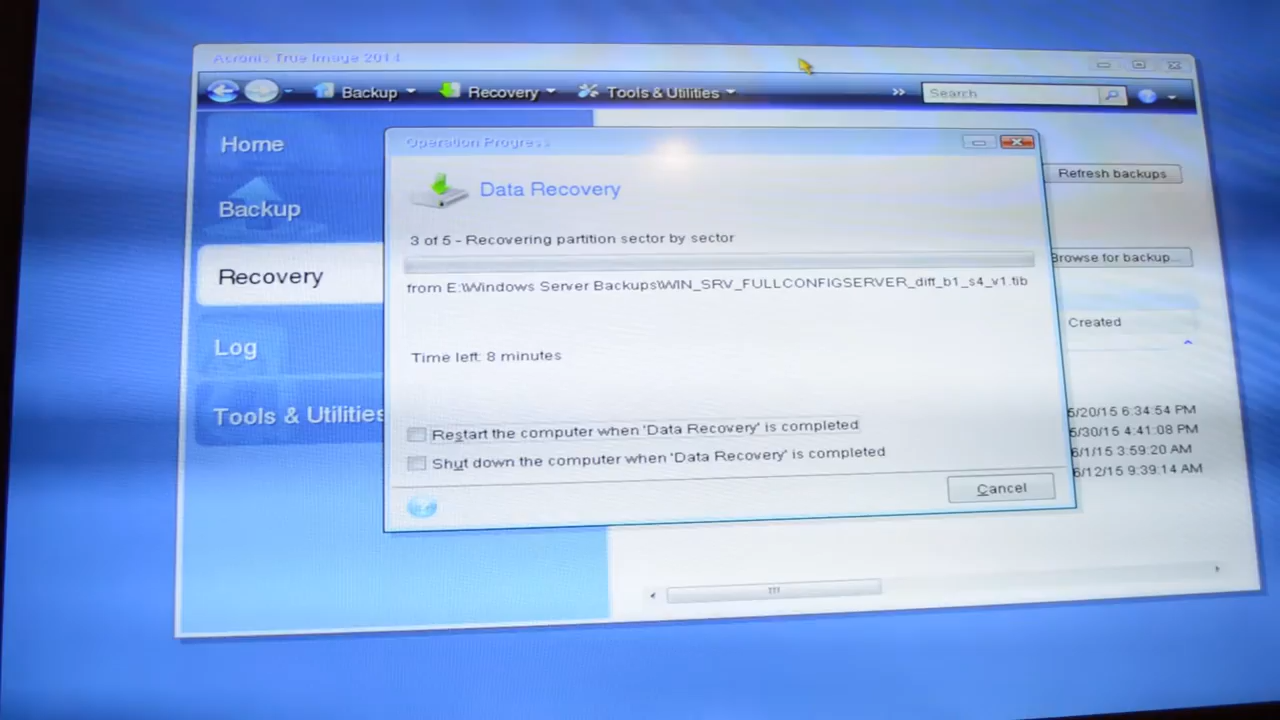 Acronis True Image 2014
Backup
Recovery
Tools & Utilities
Search
Home
Backup
Recovery
Log
Tools & Utilities
Operation Progress
Data Recovery
3 of 5 - Recovering partition sector by sector
from E:\Windows Server Backups\WIN_SRV_FULLCONFIGSERVER_diff_b1_s4_v1.tib
Time left: 8 minutes
Restart the computer when 'Data Recovery' is completed
Shut down the computer when 'Data Recovery' is completed
Cancel
Refresh backups
Browse for backup...
Created
5/20/15 6:34:54 PM
5/30/15 4:41:08 PM
6/1/15 3:59:20 AM
6/12/15 9:39:14 AM